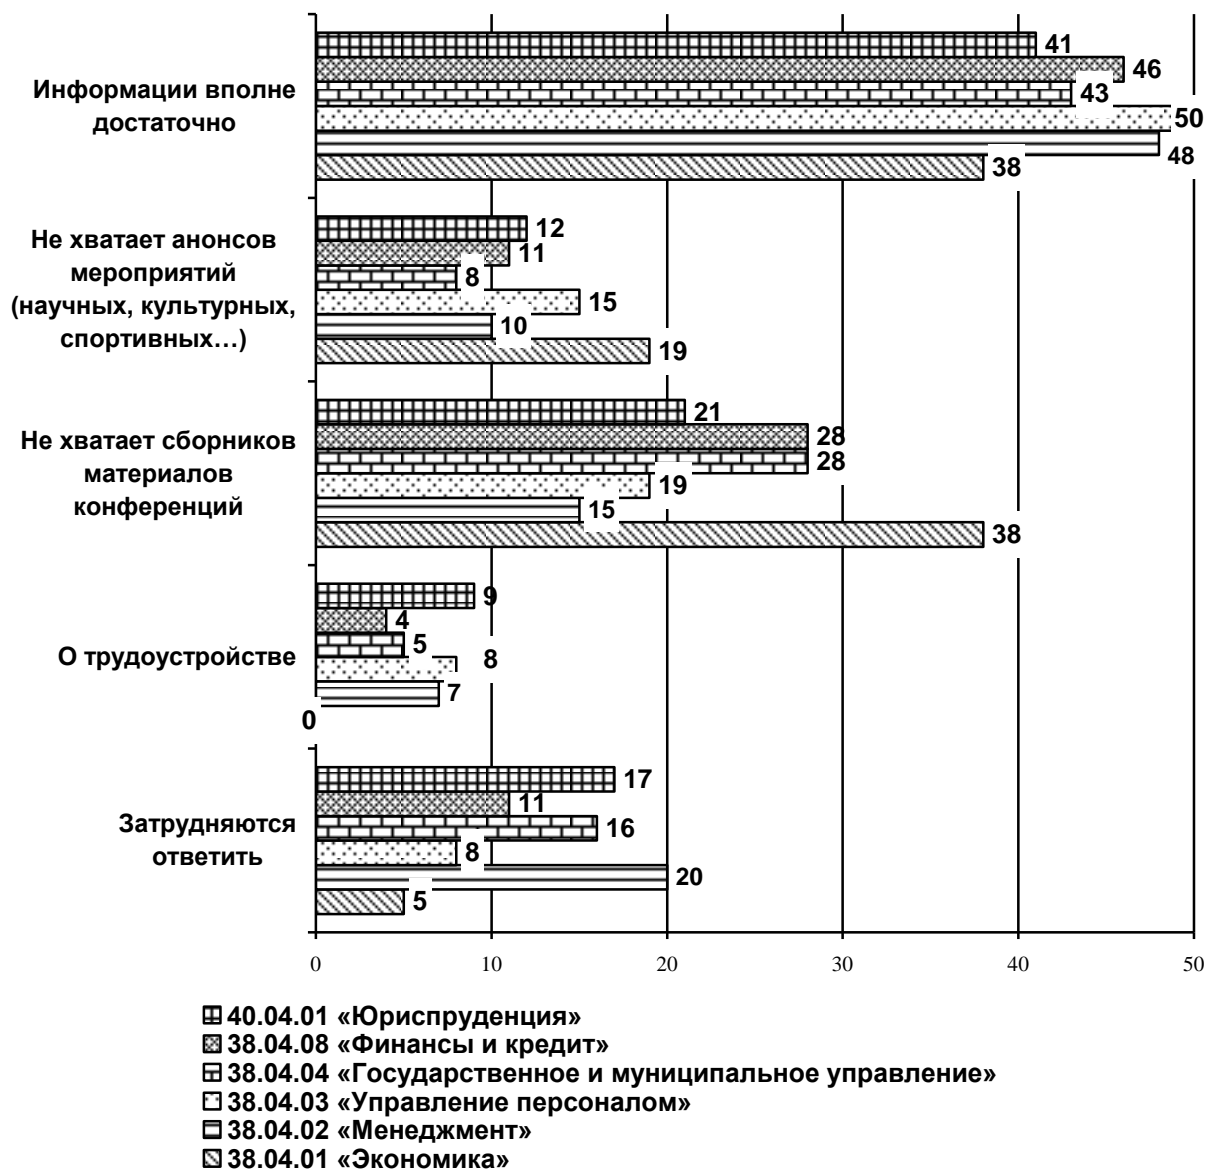 41
46
Информации вполне
достаточно
43
50
48
38
Не хватает анонсов
мероприятий
(научных, культурных,
спортивных…)
12
11
8
15
10
19
Не хватает сборников
материалов
конференций
21
28
28
19
15
38
О трудоустройстве
9
4
5
8
7
0
Затрудняются
ответить
17
11
16
8
20
5
0 10 20 30 40 50
40.04.01 «Юриспруденция»
38.04.08 «Финансы и кредит»
38.04.04 «Государственное и муниципальное управление»
38.04.03 «Управление персоналом»
38.04.02 «Менеджмент»
38.04.01 «Экономика»